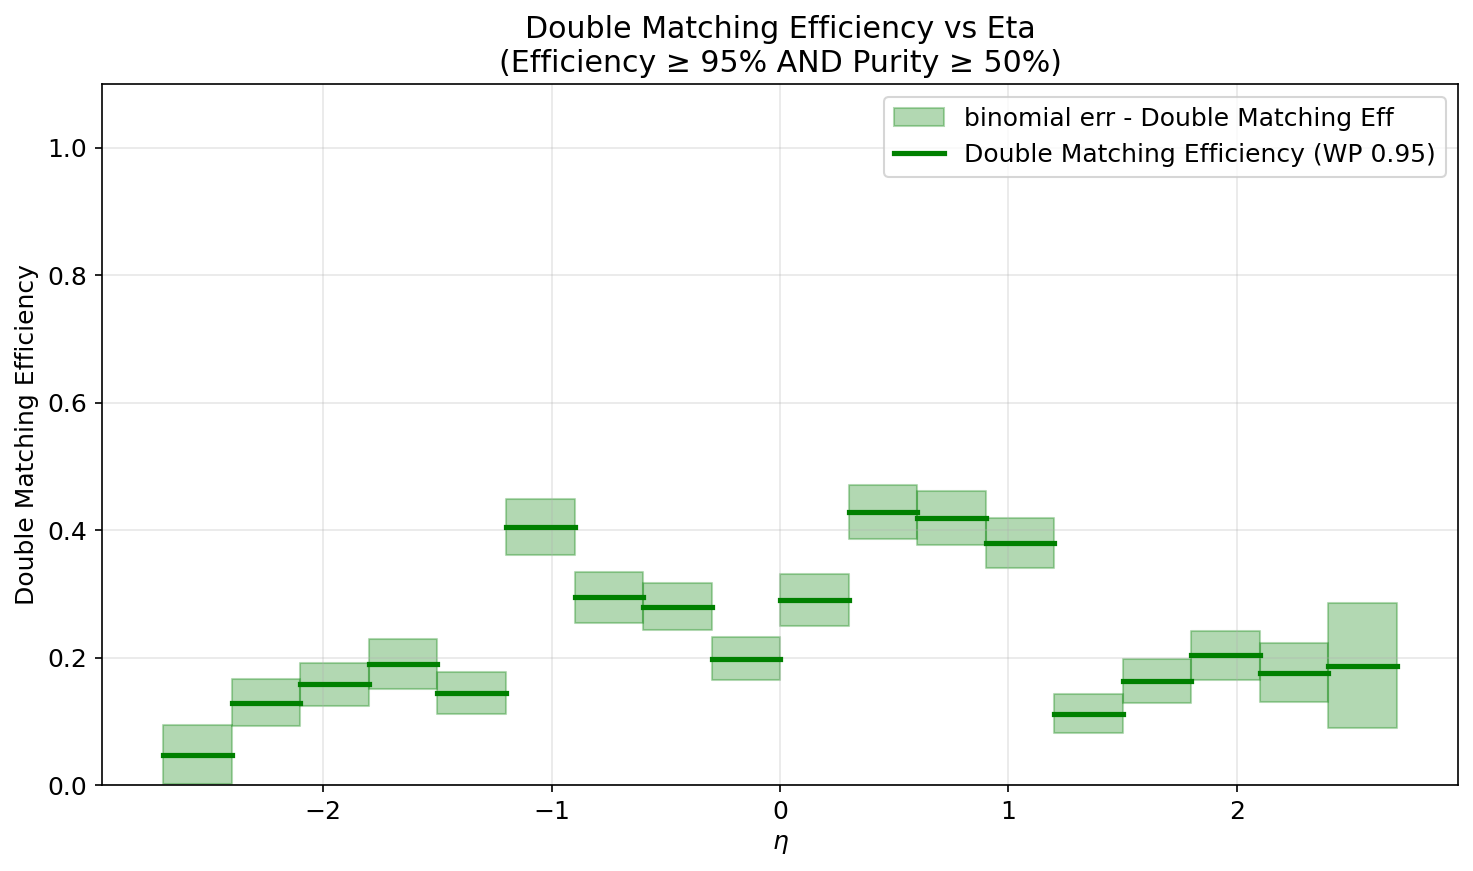 Double Matching Efficiency vs Eta
(Efficiency ≥ 95% AND Purity ≥ 50%)
binomial err - Double Matching Eff
Double Matching Efficiency (WP 0.95)
Double Matching Efficiency
1.0
0.8
0.6
0.4
0.2
0.0
−2
−1
0
1
2
η